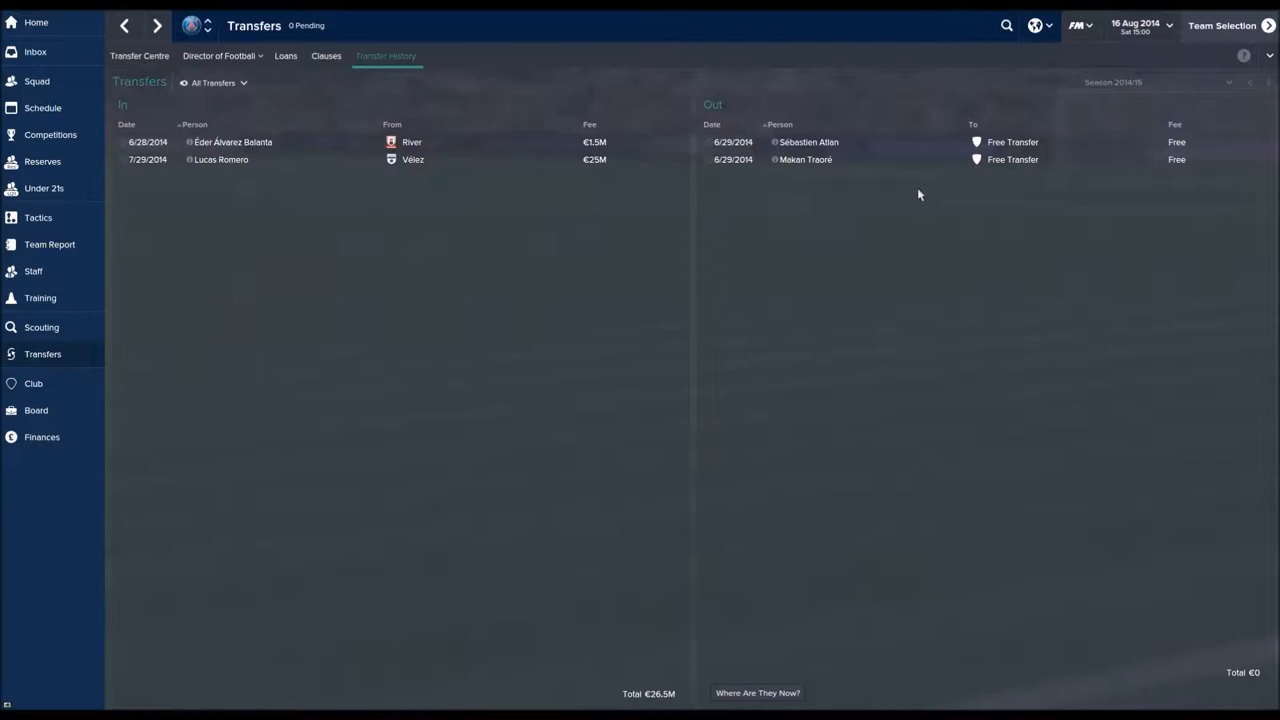 Home
Inbox
Squad
Schedule
Competitions
Reserves
Under 21s
Tactics
Team Report
Staff
Training
Scouting
Transfers
Club
Board
Finances
Transfers 0 Pending
FM
16 Aug 2014
Sat 15:00
Team Selection
Transfer Centre Director of Football Loans Clauses Transfer History
Transfers All Transfers Season 2014/15
In
Date Person From Fee
6/28/2014 Éder Álvarez Balanta River €1.5M
7/29/2014 Lucas Romero Vélez €25M
Total €26.5M
Out
Date Person To Fee
6/29/2014 Sébastien Atlan Free Transfer Free
6/29/2014 Makan Traoré Free Transfer Free
Total €0
Where Are They Now?